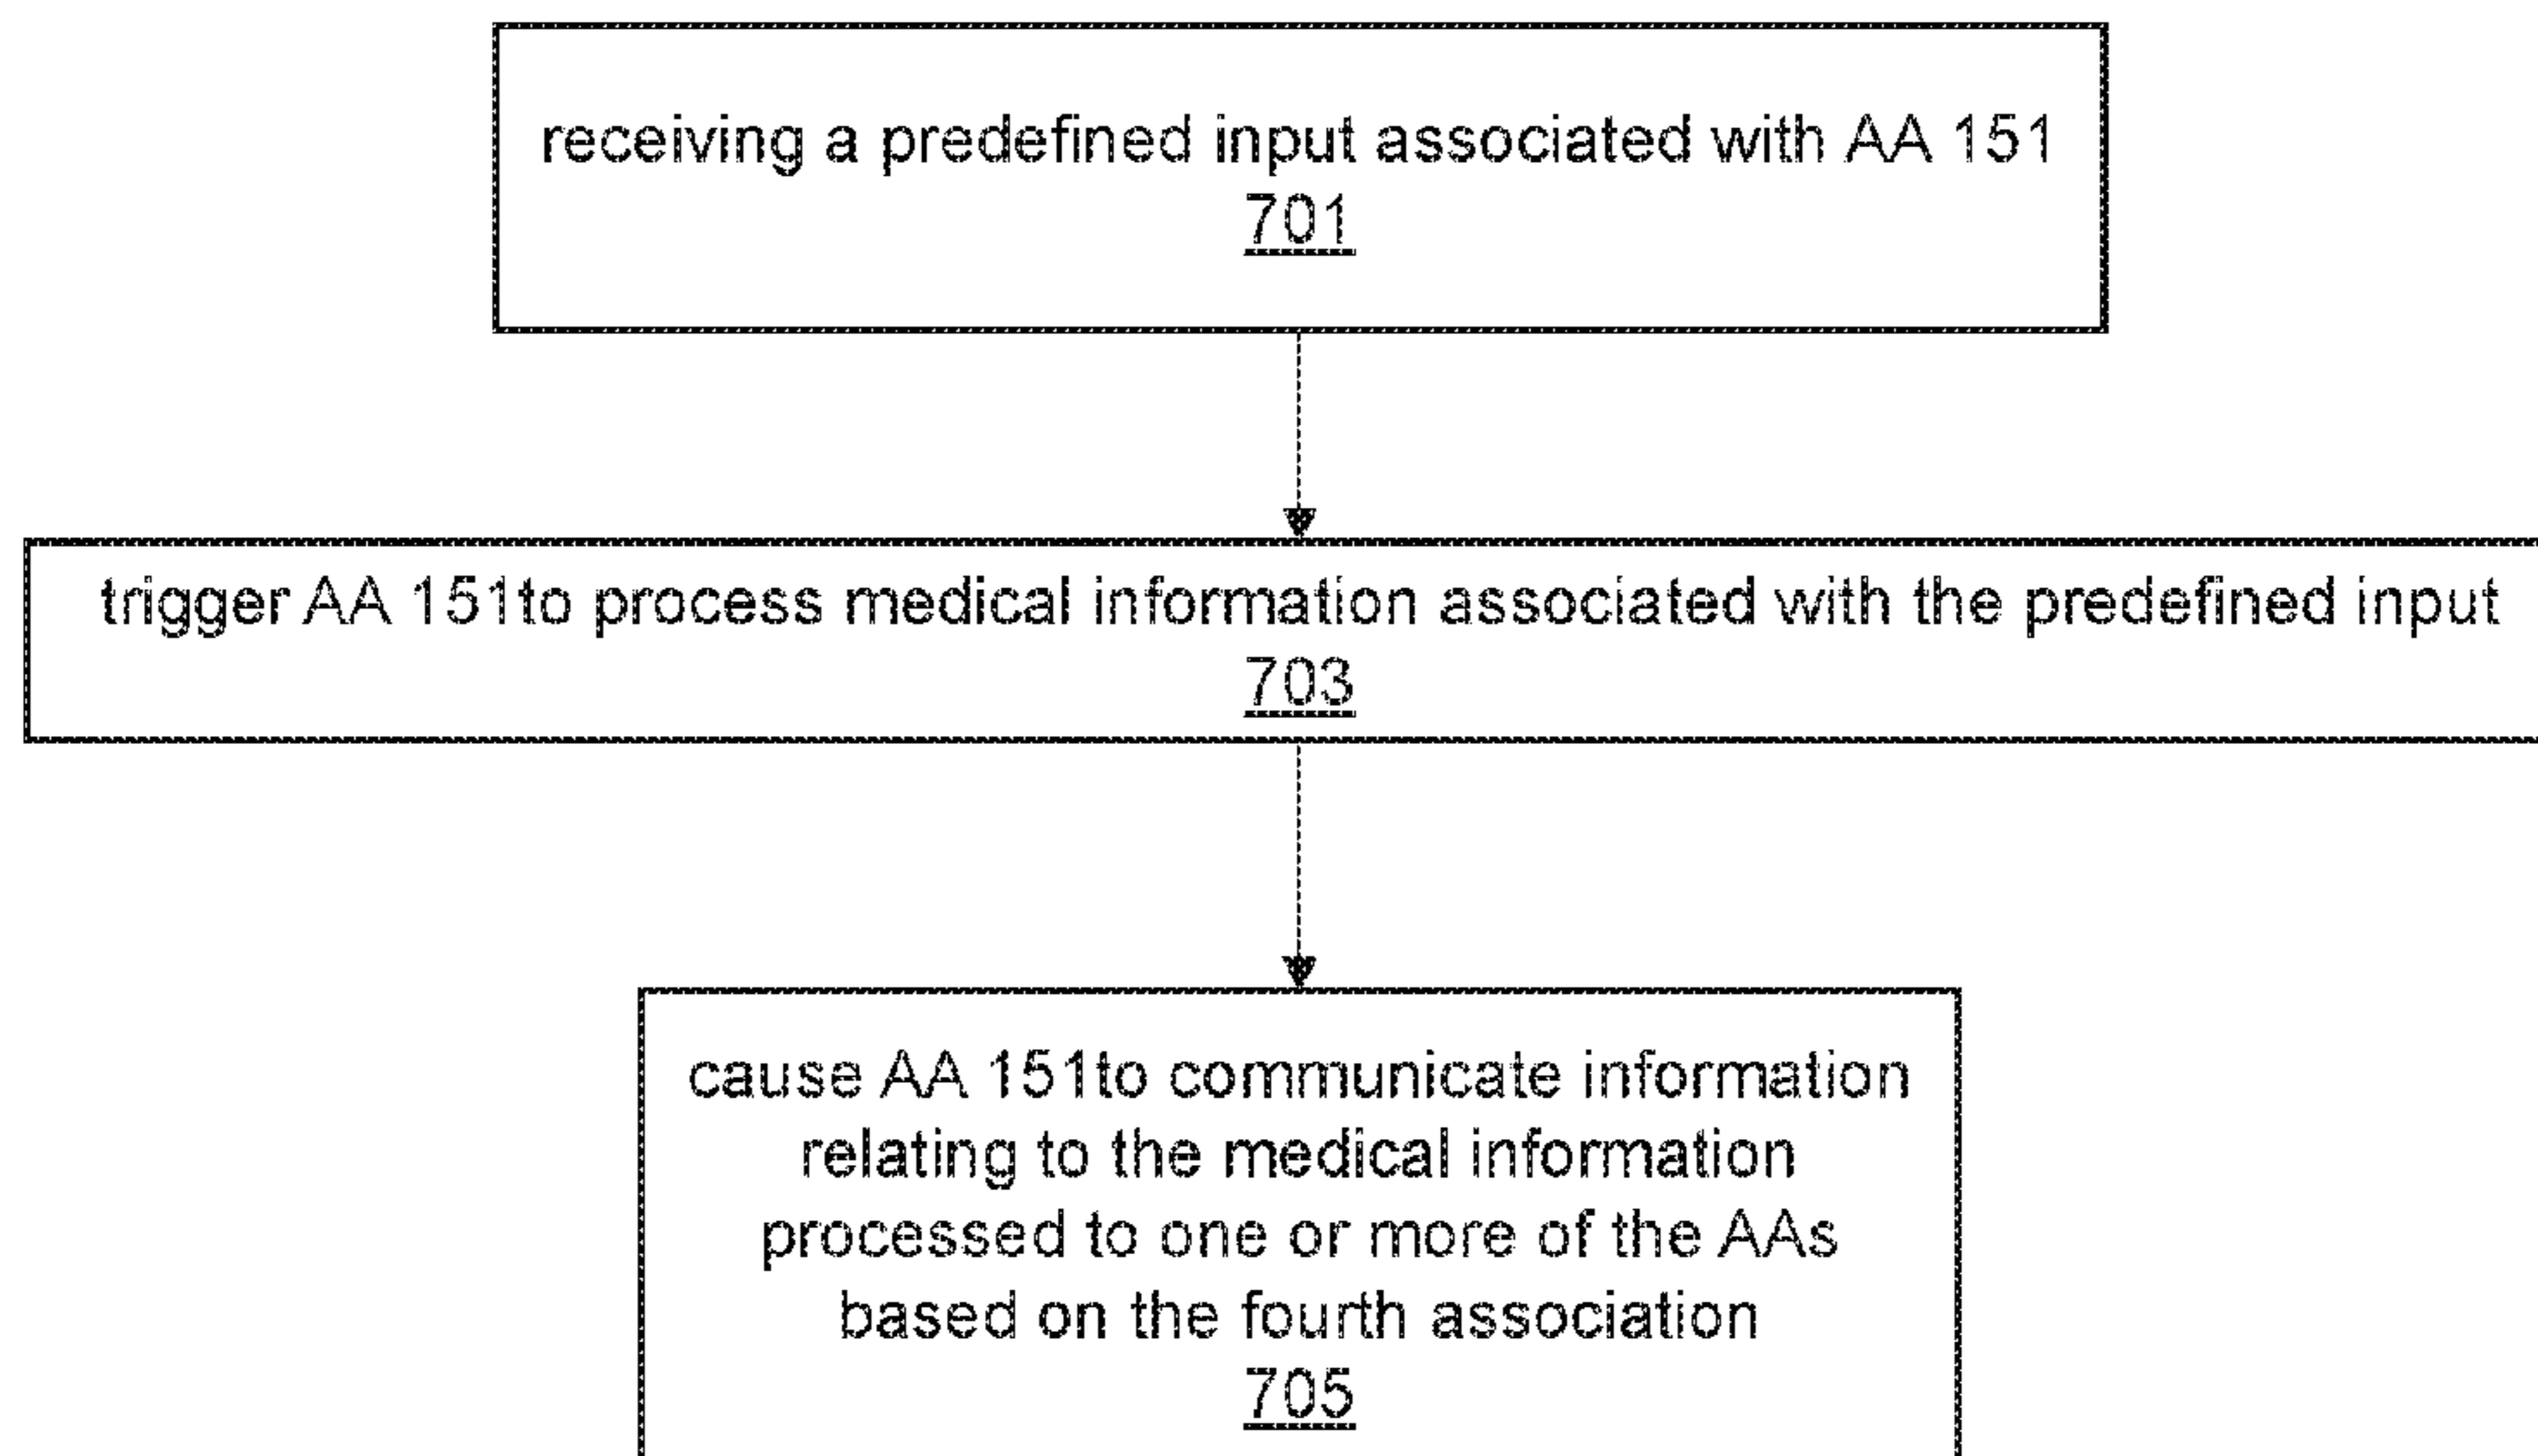 receiving a predefined input associated with AA 151
701
trigger AA 151to process medical information associated with the predefined input
703
cause AA 151to communicate information
relating to the medical information
processed to one or more of the AAs
based on the fourth association
705